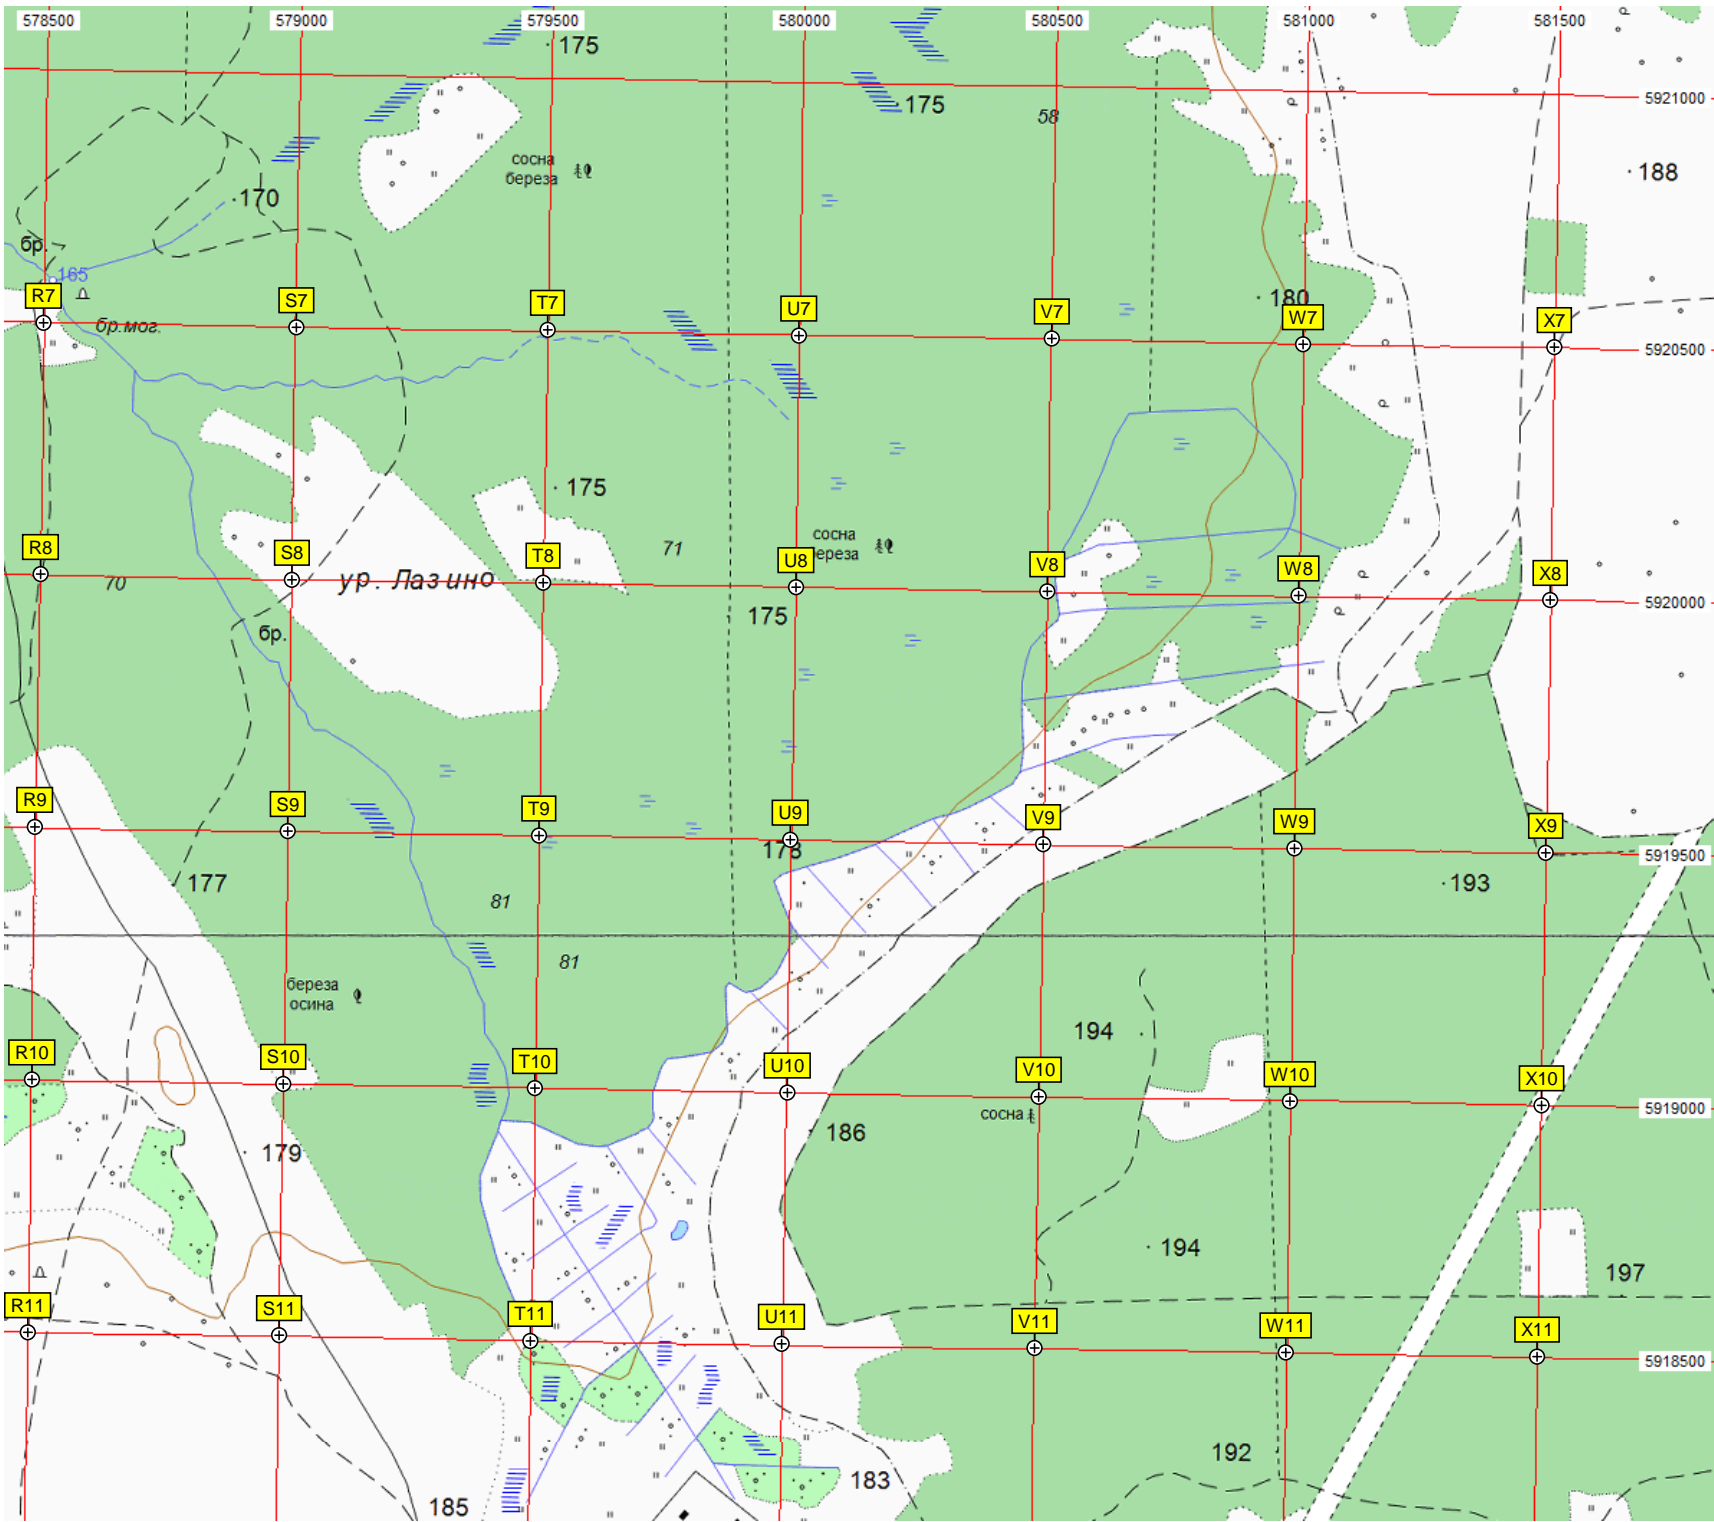 578500 579000 579500 580000 580500 581000 581500
175
5921000
175
58
сосна
береза
188
170
бр.
165
180
R7 S7 T7 U7 V7 W7 X7
бр.мог.
5920500
175
71
сосна
береза
R8 S8 T8 U8 V8 W8 X8
70
ур. Лазино
5920000
175
бр.
R9 S9 T9 U9 V9 W9 X9
178
5919500
177
193
81
81
береза
осина
194
R10 S10 T10 U10 V10 W10 X10
сосна
5919000
186
179
194
197
R11 S11 T11 U11 V11 W11 X11
5918500
192
183
185